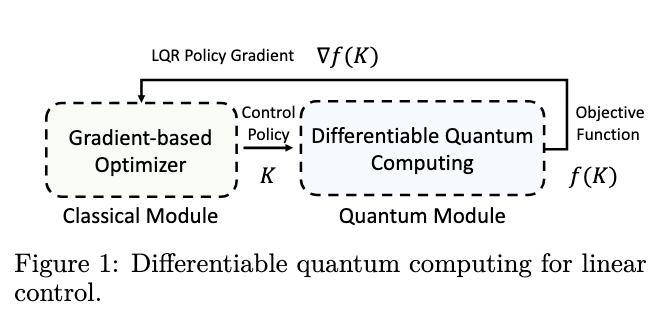 LQR Policy Gradient ∇f(K)
Gradient-based
Optimizer
Control
Policy
K
Differentiable Quantum
Computing
Objective
Function
f(K)
Classical Module
Quantum Module
Figure 1: Differentiable quantum computing for linear
control.